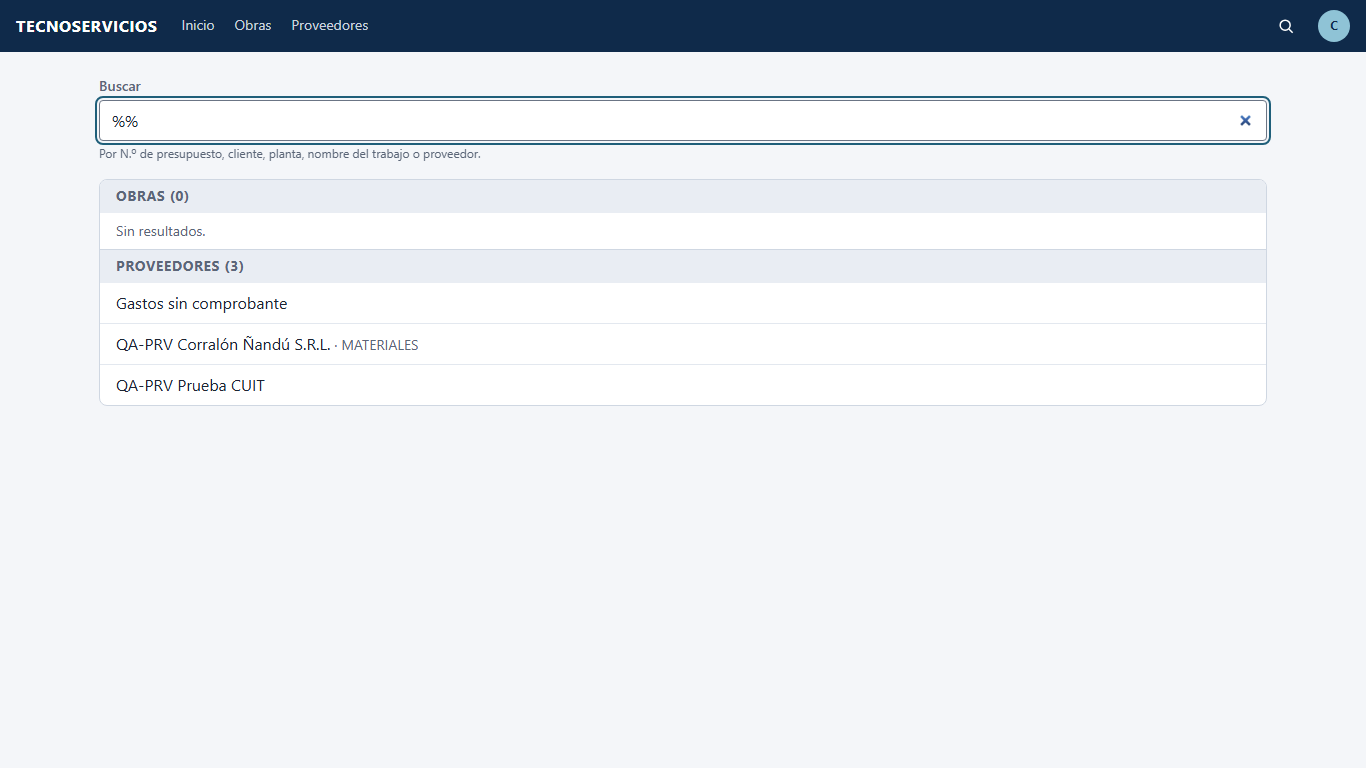 TECNOSERVICIOS Inicio Obras Proveedores C
Buscar
%%
Por N.º de presupuesto, cliente, planta, nombre del trabajo o proveedor.
OBRAS (0)
Sin resultados.
PROVEEDORES (3)
Gastos sin comprobante
QA-PRV Corralón Ñandú S.R.L. · MATERIALES
QA-PRV Prueba CUIT